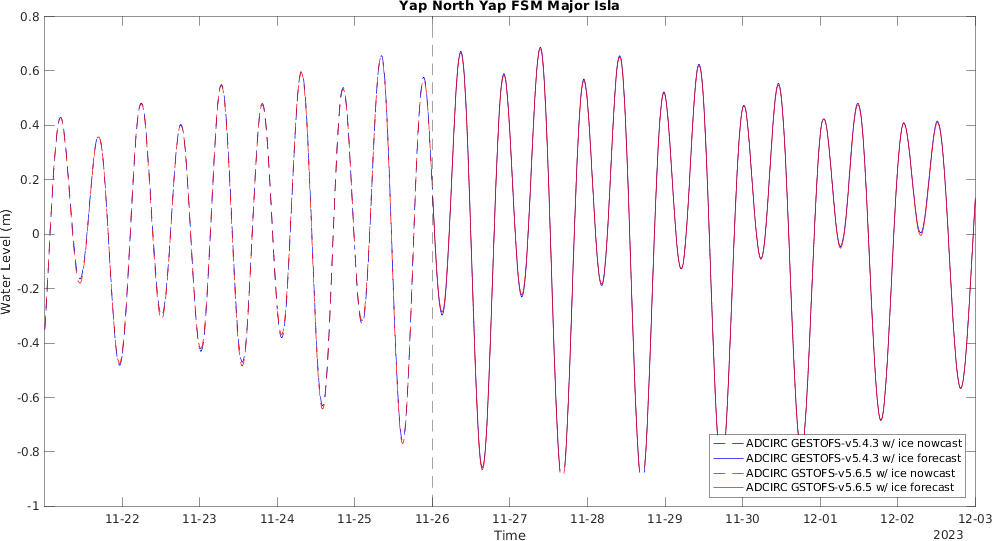 Yap North Yap FSM Major Isla
0.8
0.6
0.4
0.2
0
-0.2
-0.4
-0.6
-0.8
-1
Water Level (m)
ADCIRC GESTOFS-v5.4.3 w/ ice nowcast
ADCIRC GESTOFS-v5.4.3 w/ ice forecast
ADCIRC GSTOFS-v5.6.5 w/ ice nowcast
ADCIRC GSTOFS-v5.6.5 w/ ice forecast
11-22 11-23 11-24 11-25 11-26 11-27 11-28 11-29 11-30 12-01 12-02 12-03
Time
2023